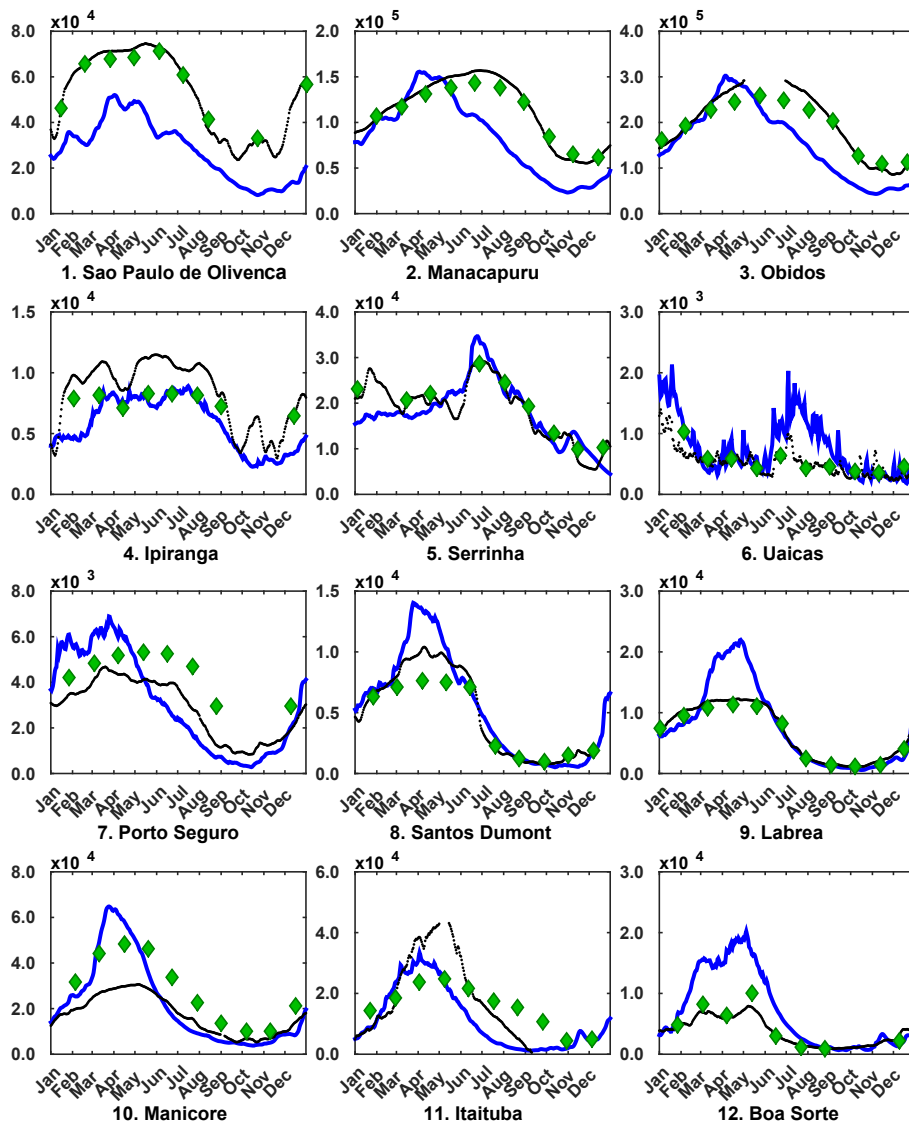 x10 4
8.0
6.0
4.0
2.0
0.0
Jan Feb Mar Apr May Jun Jul Aug Sep Oct Nov Dec
1. Sao Paulo de Olivenca
x10 5
2.0
1.5
1.0
0.5
0.0
Jan Feb Mar Apr May Jun Jul Aug Sep Oct Nov Dec
2. Manacapuru
x10 5
4.0
3.0
2.0
1.0
0.0
Jan Feb Mar Apr May Jun Jul Aug Sep Oct Nov Dec
3. Obidos
x10 4
1.5
1.0
0.5
0.0
Jan Feb Mar Apr May Jun Jul Aug Sep Oct Nov Dec
4. Ipiranga
x10 4
4.0
3.0
2.0
1.0
0.0
Jan Feb Mar Apr May Jun Jul Aug Sep Oct Nov Dec
5. Serrinha
x10 3
3.0
2.0
1.0
0.0
Jan Feb Mar Apr May Jun Jul Aug Sep Oct Nov Dec
6. Uaicas
x10 3
8.0
6.0
4.0
2.0
0.0
Jan Feb Mar Apr May Jun Jul Aug Sep Oct Nov Dec
7. Porto Seguro
x10 4
1.5
1.0
0.5
0.0
Jan Feb Mar Apr May Jun Jul Aug Sep Oct Nov Dec
8. Santos Dumont
x10 4
3.0
2.0
1.0
0.0
Jan Feb Mar Apr May Jun Jul Aug Sep Oct Nov Dec
9. Labrea
x10 4
8.0
6.0
4.0
2.0
0.0
Jan Feb Mar Apr May Jun Jul Aug Sep Oct Nov Dec
10. Manicore
x10 4
6.0
4.0
2.0
0.0
Jan Feb Mar Apr May Jun Jul Aug Sep Oct Nov Dec
11. Itaituba
x10 4
3.0
2.0
1.0
0.0
Jan Feb Mar Apr May Jun Jul Aug Sep Oct Nov Dec
12. Boa Sorte